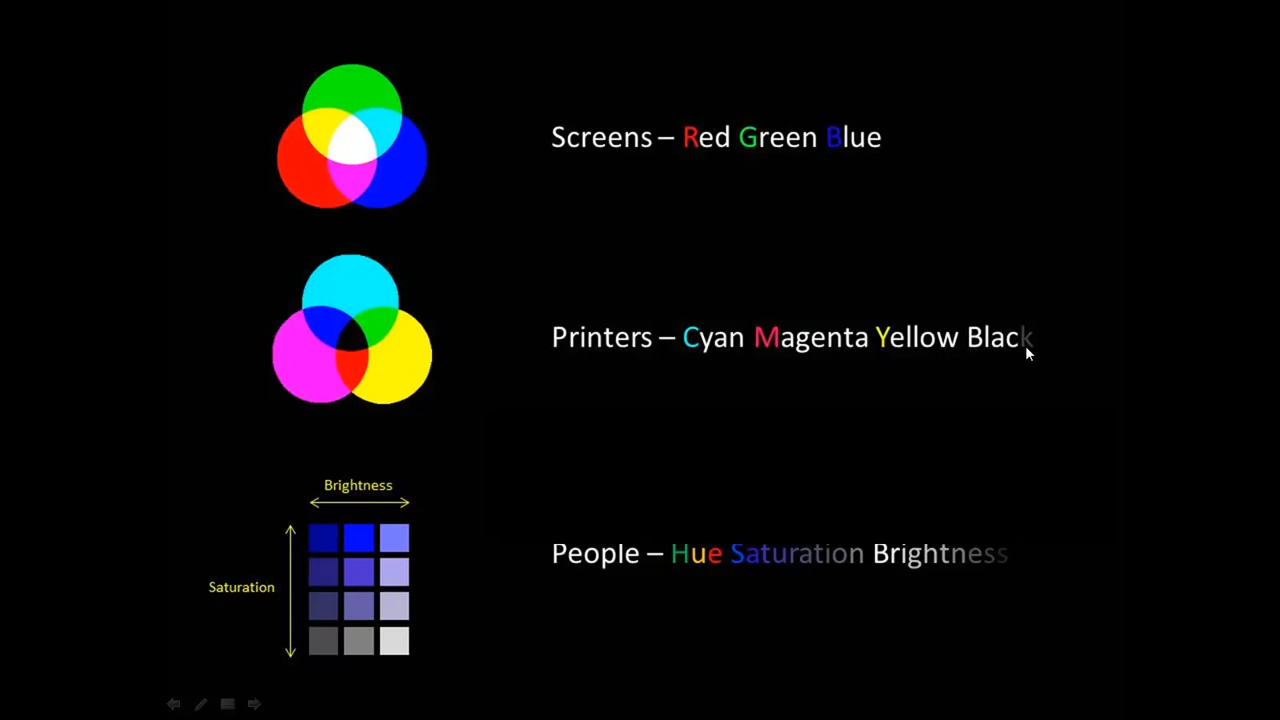 Screens – Red Green Blue
Printers – Cyan Magenta Yellow Black
Brightness
Saturation
People – Hue Saturation Brightness